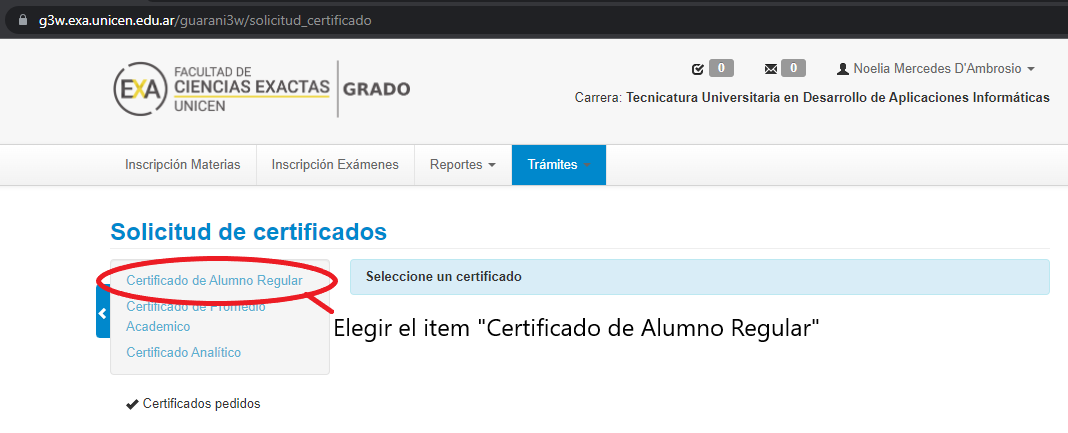 g3w.exa.unicen.edu.ar/guarani3w/solicitud_certificado
EXA
FACULTAD DE
CIENCIAS EXACTAS
UNICEN
GRADO
0 0 Noelia Mercedes D'Ambrosio
Carrera: Tecnicatura Universitaria en Desarrollo de Aplicaciones Informáticas
Inscripción Materias Inscripción Exámenes Reportes Trámites
Solicitud de certificados
Certificado de Alumno Regular
Certificado de Promedio
Academico
Certificado Analítico
Seleccione un certificado
Elegir el item "Certificado de Alumno Regular"
Certificados pedidos